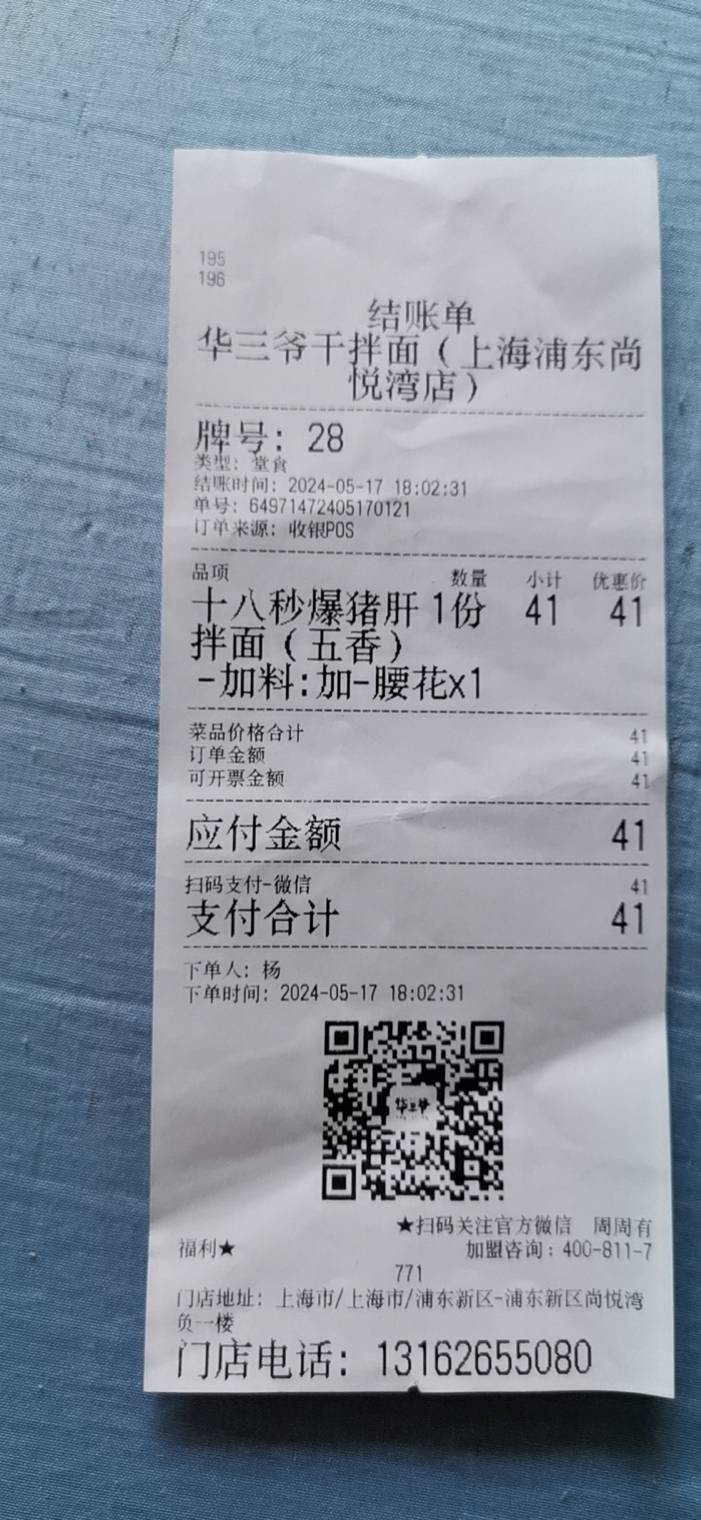 195
196
结账单
华三爷干拌面（上海浦东尚
悦湾店）
牌号: 28
类型: 堂食
结账时间: 2024-05-17 18:02:31
单号: 64971472405170121
订单来源: 收银POS
品项 数量 小计 优惠价
十八秒爆猪肝 1份 41 41
拌面（五香）
-加料:加-腰花x1
菜品价格合计 41
订单金额 41
可开票金额 41
应付金额 41
扫码支付-微信 41
支付合计 41
下单人: 杨
下单时间: 2024-05-17 18:02:31
华三爷
★扫码关注官方微信 周周有
福利★ 加盟咨询：400-811-7
771
门店地址: 上海市/上海市/浦东新区-浦东新区尚悦湾
负一楼
门店电话: 13162655080